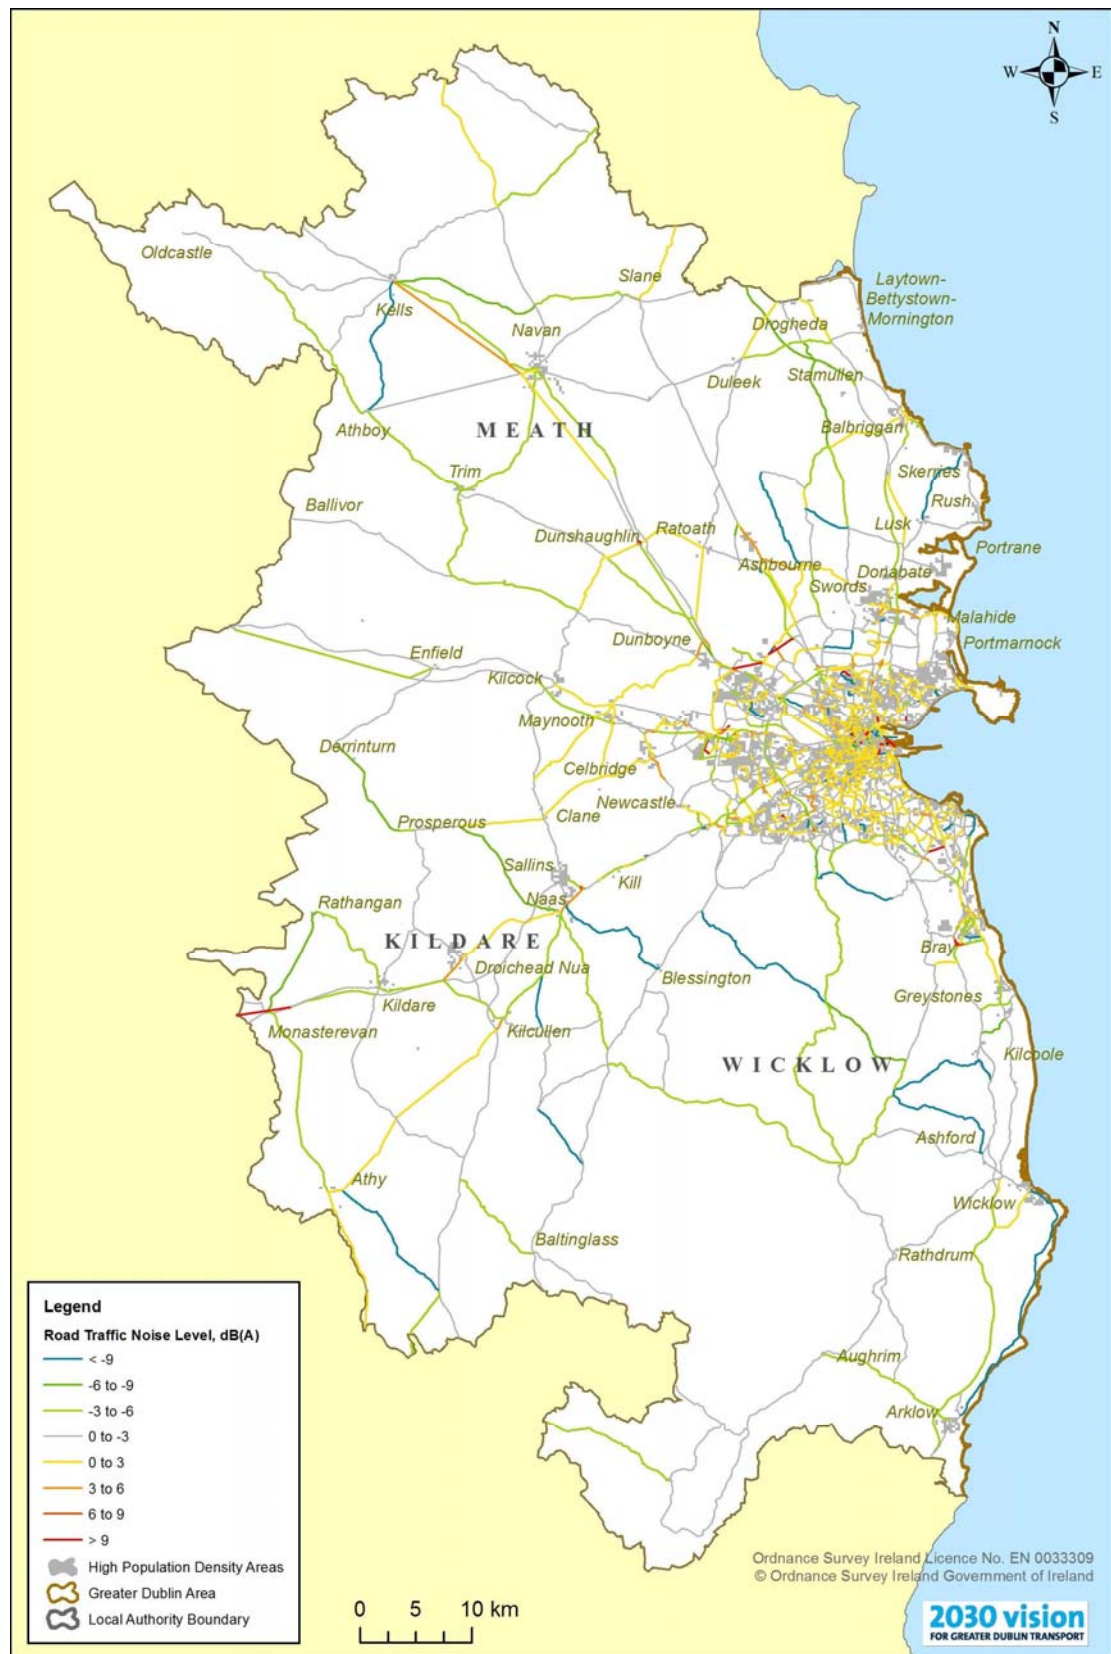 N
W E
S
Oldcastle
Kells
Slane
Navan
Laytown-
Bettystown-
Mornington
Drogheda
Duleek
Stamullen
MEATH
Athboy
Balbriggan
Trim
Skerries
Ballivor
Rush
Lusk
Dunshaughlin
Ratoath
Portrane
Ashbourne
Donabate
Swords
Malahide
Dunboyne
Portmarnock
Enfield
Kilcock
Maynooth
Derrinturn
Celbridge
Newcastle
Prosperous
Clane
Sallins
Kill
Naas
Rathangan
KILDARE
Droichead Nua
Bray
Blessington
Greystones
Kildare
Monasterevan
Kilcullen
Kilcoole
WICKLOW
Ashford
Athy
Wicklow
Baltinglass
Rathdrum
Aughrim
Arklow
Legend
Road Traffic Noise Level, dB(A)
< -9
-6 to -9
-3 to -6
0 to -3
0 to 3
3 to 6
6 to 9
> 9
High Population Density Areas
Greater Dublin Area
Local Authority Boundary
0 5 10 km
Ordnance Survey Ireland Licence No. EN 0033309
© Ordnance Survey Ireland Government of Ireland
2030 vision
FOR GREATER DUBLIN TRANSPORT